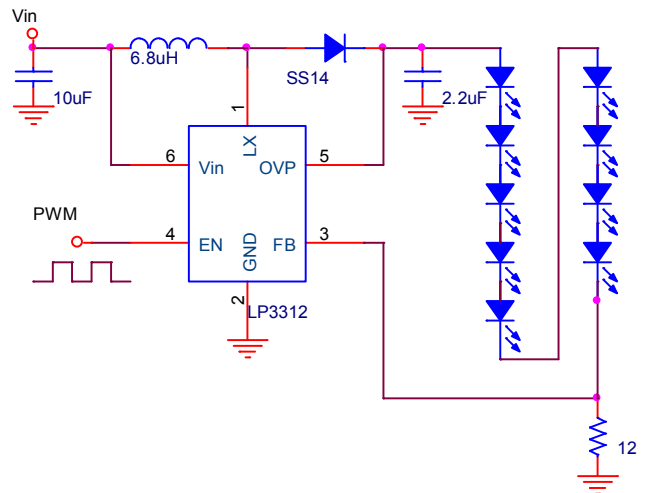 Vin
6.8uH
SS14
10uF
2.2uF
1
LX
6
Vin
OVP
5
PWM
4
EN
GND
FB
3
2
LP3312
12